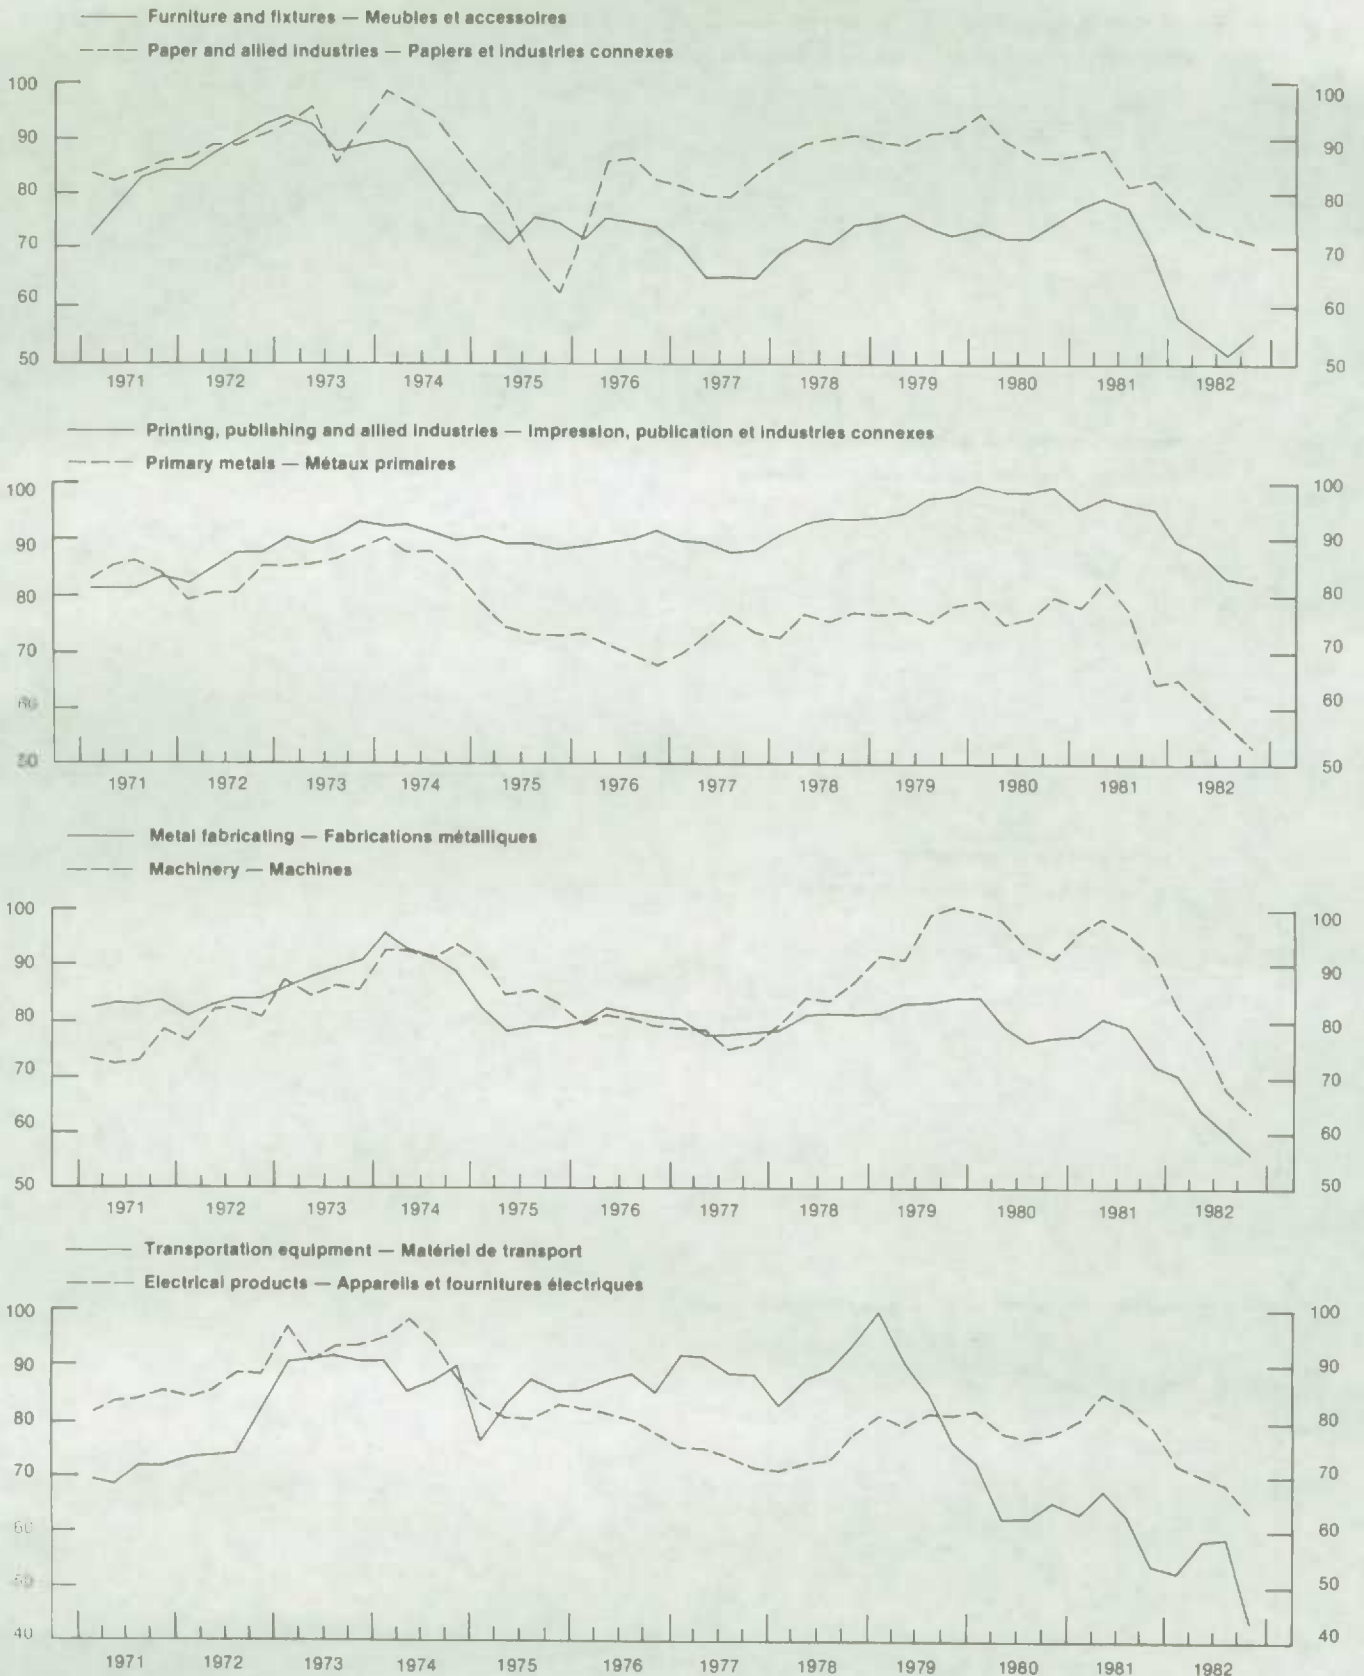 Furniture and fixtures — Meubles et accessoires
Paper and allied industries — Papiers et industries connexes
100 100
90 90
80 80
70 70
60 60
50 50
1971 1972 1973 1974 1975 1976 1977 1978 1979 1980 1981 1982
Printing, publishing and allied industries — Impression, publication et industries connexes
Primary metals — Métaux primaires
100 100
90 90
80 80
70 70
60 60
50 50
1971 1972 1973 1974 1975 1976 1977 1978 1979 1980 1981 1982
Metal fabricating — Fabrications métalliques
Machinery — Machines
100 100
90 90
80 80
70 70
60 60
50 50
1971 1972 1973 1974 1975 1976 1977 1978 1979 1980 1981 1982
Transportation equipment — Matériel de transport
Electrical products — Appareils et fournitures électriques
100 100
90 90
80 80
70 70
60 60
50 50
40 40
1971 1972 1973 1974 1975 1976 1977 1978 1979 1980 1981 1982